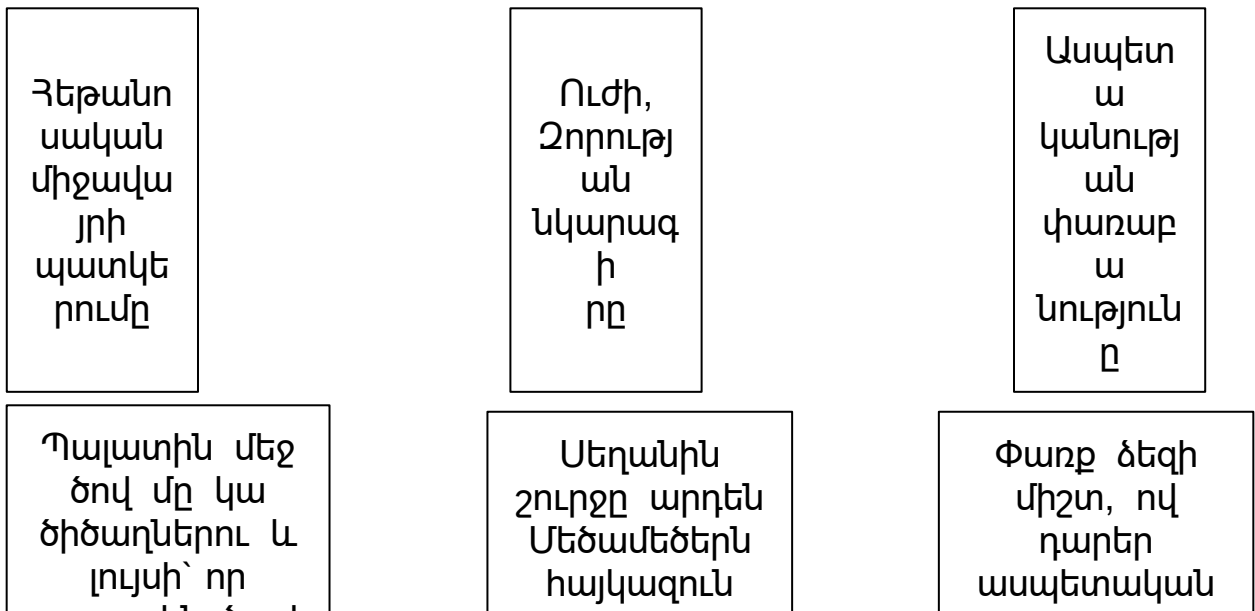 Հեթանո
սական
միջավա
յրի
պատկե
րումը
Ուժի,
Զորությ
ան
նկարագ
ի
րը
Ասպետ
ա
կանությ
ան
փառաբ
ա
նություն
ը
Պալատին մեջ
ծով մը կա
ծիծաղներու և
լույսի՝ որ
Սեղանին
շուրջը արդեն
Մեծամեծերն
հայկազուն
Փառք ձեզի
միշտ, ով
դարեր
ասպետական